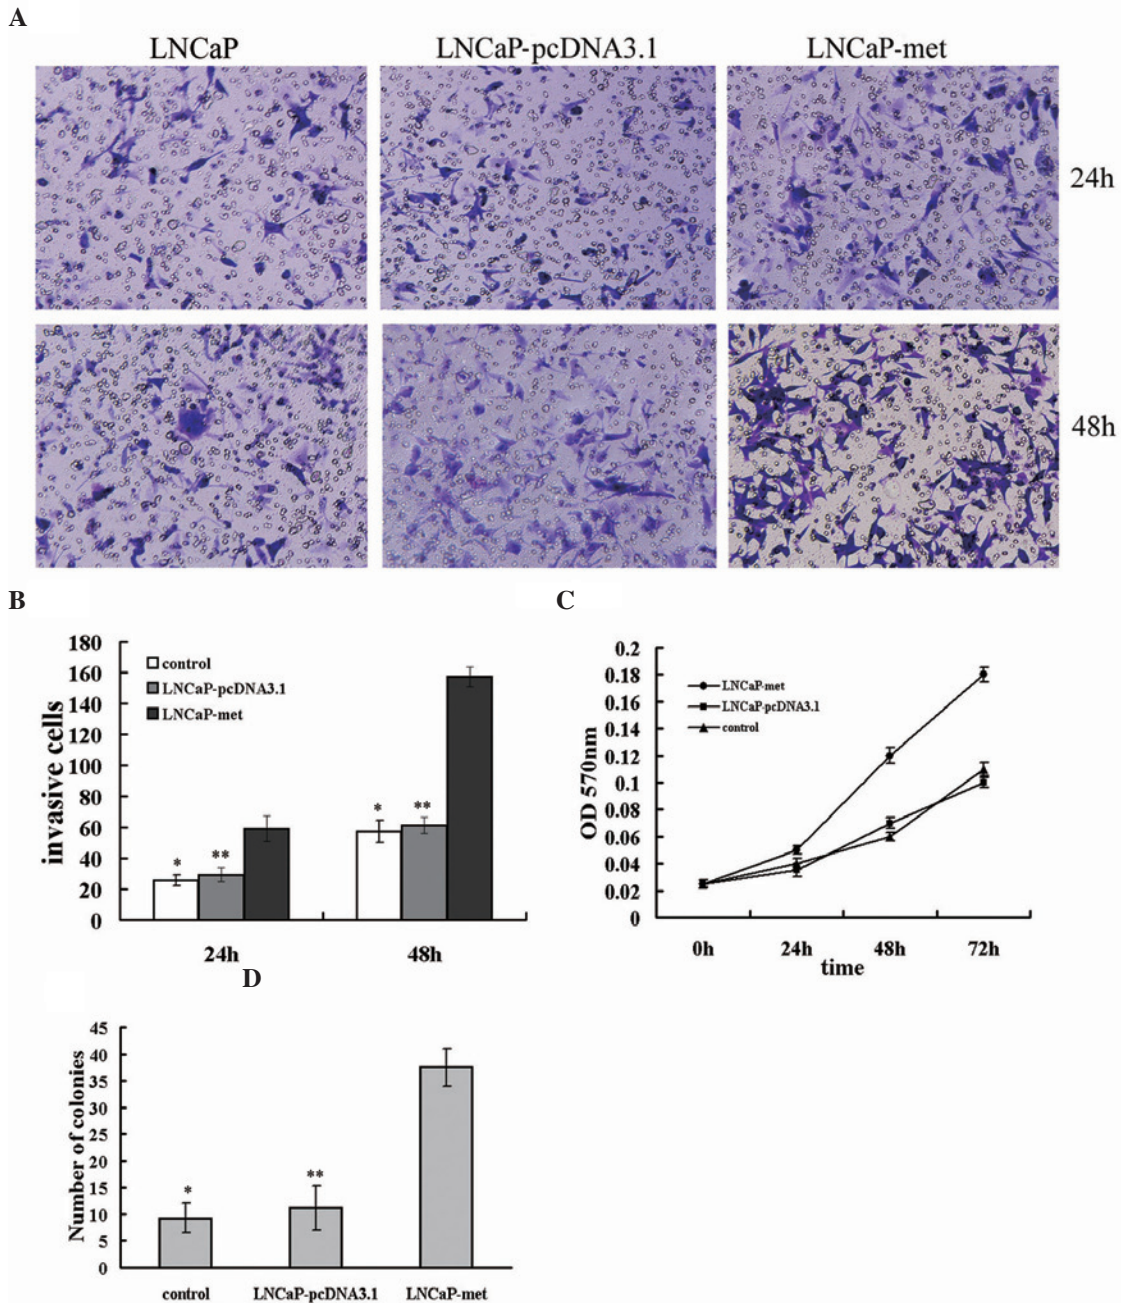 A
LNCaP LNCaP-pcDNA3.1 LNCaP-met
24h
48h
B
invasive cells
180
160
140
120
100
80
60
40
20
0
control
LNCaP-pcDNA3.1
LNCaP-met
* ** * **
24h 48h
C
OD 570nm
0.2
0.18
0.16
0.14
0.12
0.1
0.08
0.06
0.04
0.02
0
LNCaP-met
LNCaP-pcDNA3.1
control
0h 24h 48h 72h
time
D
Number of colonies
45
40
35
30
25
20
15
10
5
0
* **
control LNCaP-pcDNA3.1 LNCaP-met